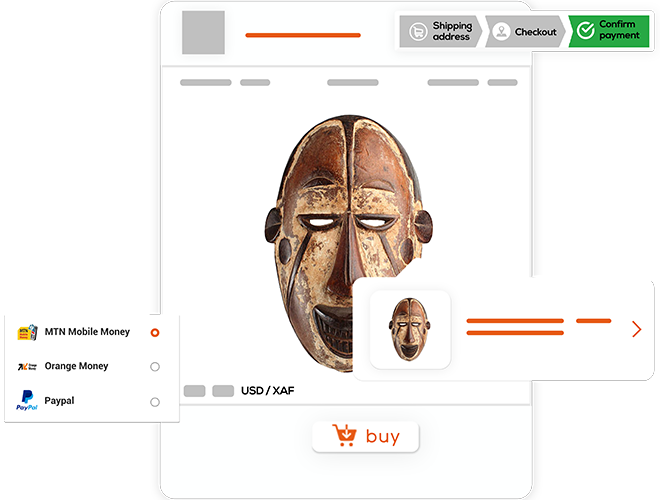 Shipping
address
Checkout
Confirm
payment
MTN Mobile Money
Orange Money
PayPal
Paypal
USD / XAF
buy